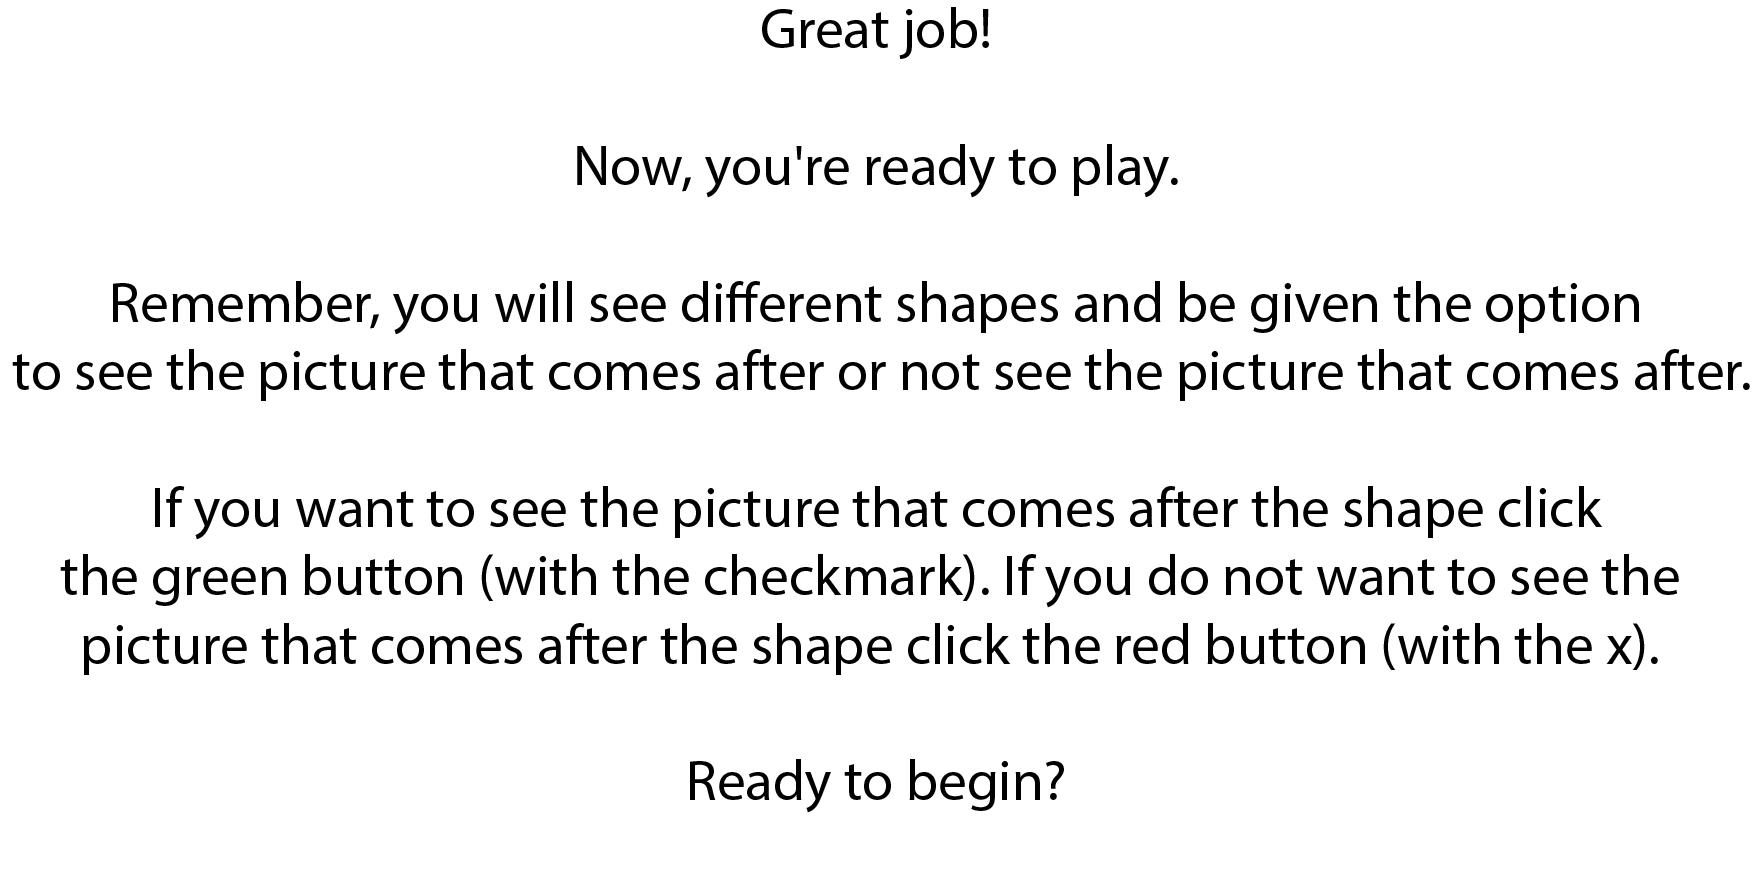 Great job!
Now, you're ready to play.
Remember, you will see different shapes and be given the option
to see the picture that comes after or not see the picture that comes after.
If you want to see the picture that comes after the shape click
the green button (with the checkmark). If you do not want to see the
picture that comes after the shape click the red button (with the x).
Ready to begin?